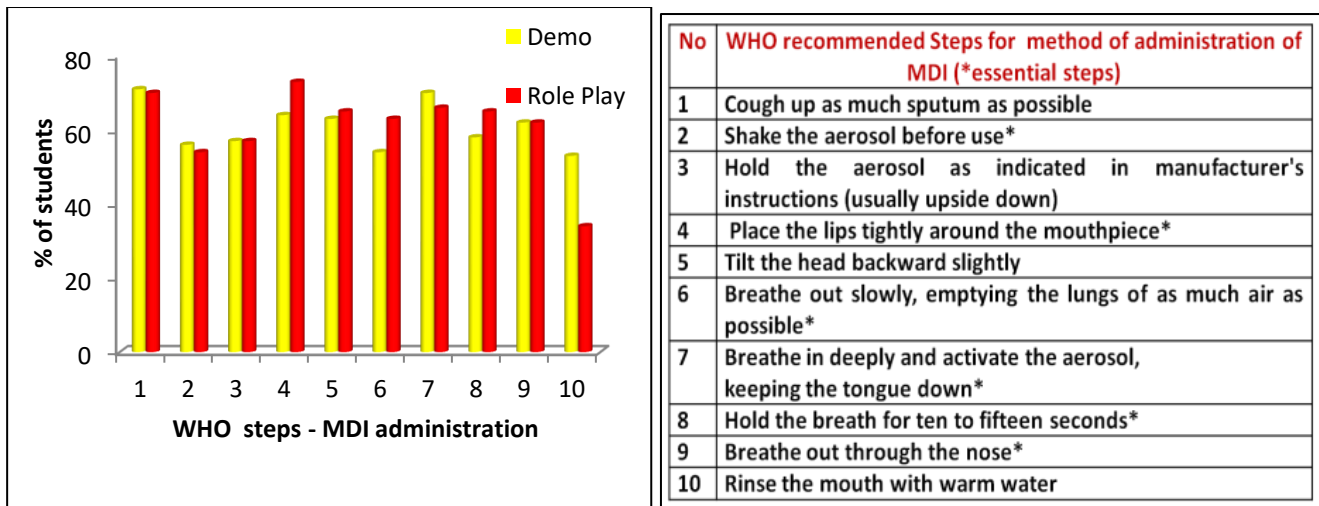 Demo
Role Play
80
60
40
20
0
% of students
1 2 3 4 5 6 7 8 9 10
WHO steps - MDI administration
No WHO recommended Steps for method of administration of
MDI (*essential steps)
1 Cough up as much sputum as possible
2 Shake the aerosol before use*
3 Hold the aerosol as indicated in manufacturer's
instructions (usually upside down)
4 Place the lips tightly around the mouthpiece*
5 Tilt the head backward slightly
6 Breathe out slowly, emptying the lungs of as much air as
possible*
7 Breathe in deeply and activate the aerosol,
keeping the tongue down*
8 Hold the breath for ten to fifteen seconds*
9 Breathe out through the nose*
10 Rinse the mouth with warm water